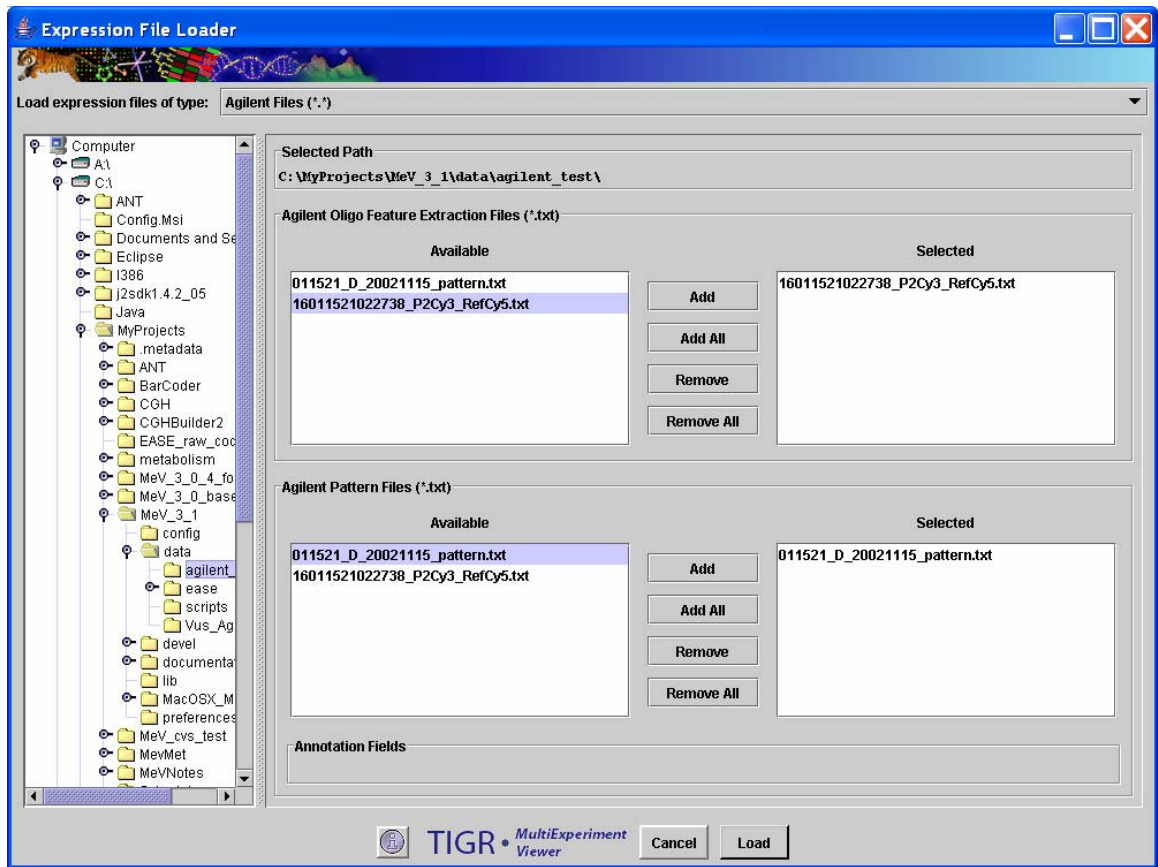 Expression File Loader
Load expression files of type: Agilent Files (*.*)
Computer
A:\
C:\
ANT
Config.Msi
Documents and Se
Eclipse
I386
j2sdk1.4.2_05
Java
MyProjects
.metadata
ANT
BarCoder
CGH
CGHBuilder2
EASE_raw_coc
metabolism
MeV_3_0_4_fo
MeV_3_0_base
MeV_3_1
config
data
agilent_
ease
scripts
Vus_Ag
devel
documenta
lib
MacOSX_M
preferences
MeV_cvs_test
MevMet
MeVNotes
Selected Path
C:\MyProjects\MeV_3_1\data\agilent_test\
Agilent Oligo Feature Extraction Files (*.txt)
Available
011521_D_20021115_pattern.txt
16011521022738_P2Cy3_RefCy5.txt
Add
Add All
Remove
Remove All
Selected
16011521022738_P2Cy3_RefCy5.txt
Agilent Pattern Files (*.txt)
Available
011521_D_20021115_pattern.txt
16011521022738_P2Cy3_RefCy5.txt
Add
Add All
Remove
Remove All
Selected
011521_D_20021115_pattern.txt
Annotation Fields
TIGR • MultiExperiment Viewer
Cancel
Load